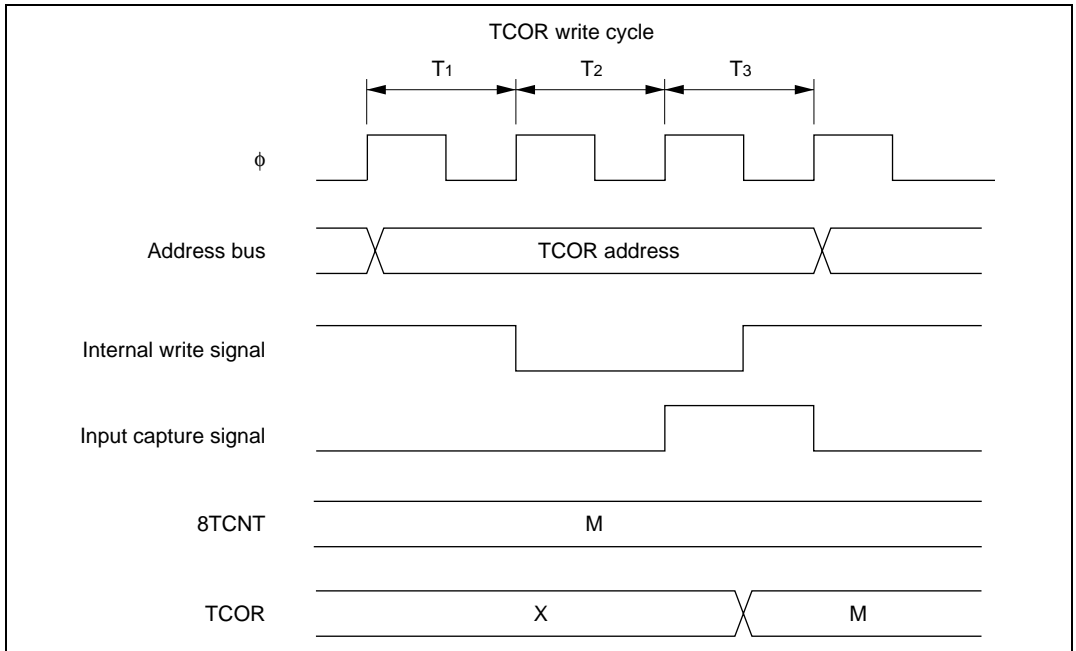 TCOR write cycle
T1 T2 T3
ϕ
Address bus TCOR address
Internal write signal
Input capture signal
8TCNT M
TCOR X M